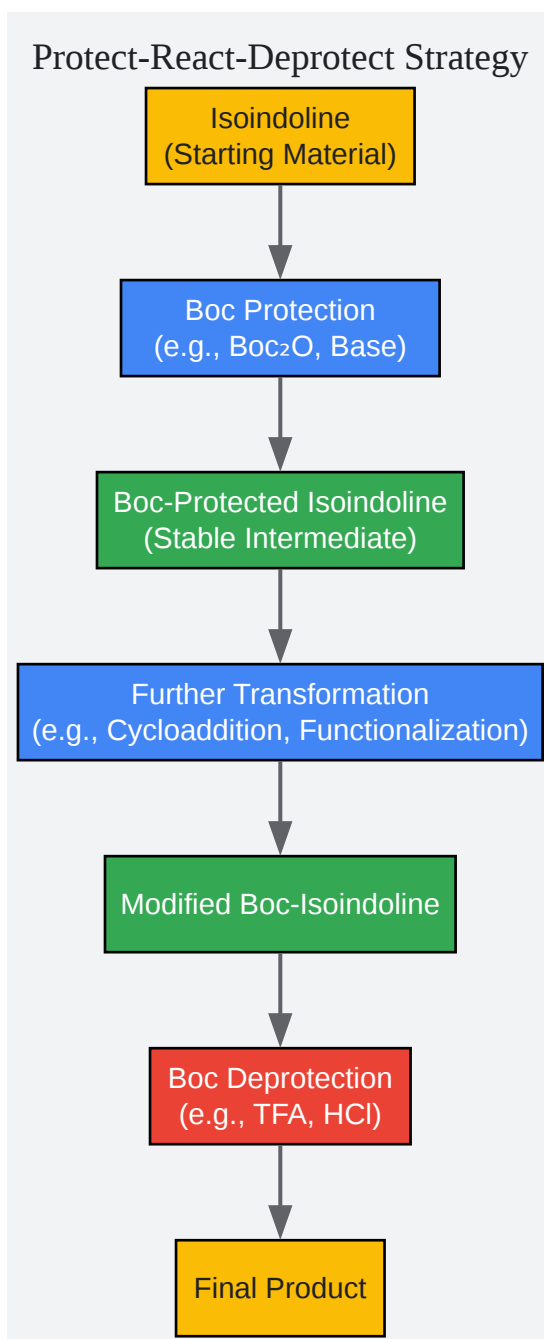 Protect-React-Deprotect Strategy
Isoindoline
(Starting Material)
Boc Protection
(e.g., Boc₂O, Base)
Boc-Protected Isoindoline
(Stable Intermediate)
Further Transformation
(e.g., Cycloaddition, Functionalization)
Modified Boc-Isoindoline
Boc Deprotection
(e.g., TFA, HCl)
Final Product